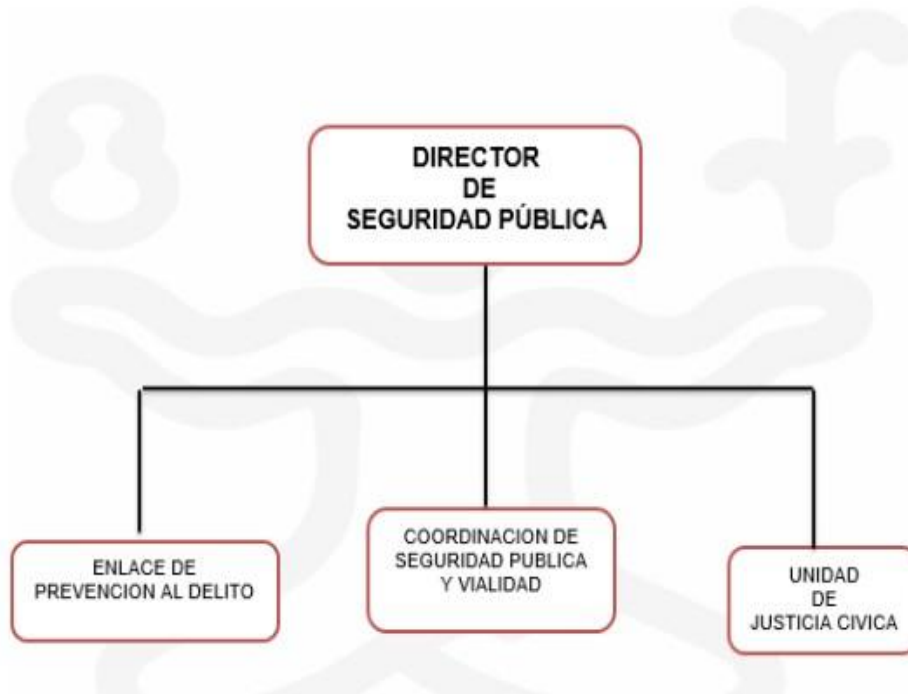 DIRECTOR
DE
SEGURIDAD PÚBLICA
ENLACE DE
PREVENCION AL DELITO
COORDINACION DE
SEGURIDAD PUBLICA
Y VIALIDAD
UNIDAD
DE
JUSTICIA CIVICA